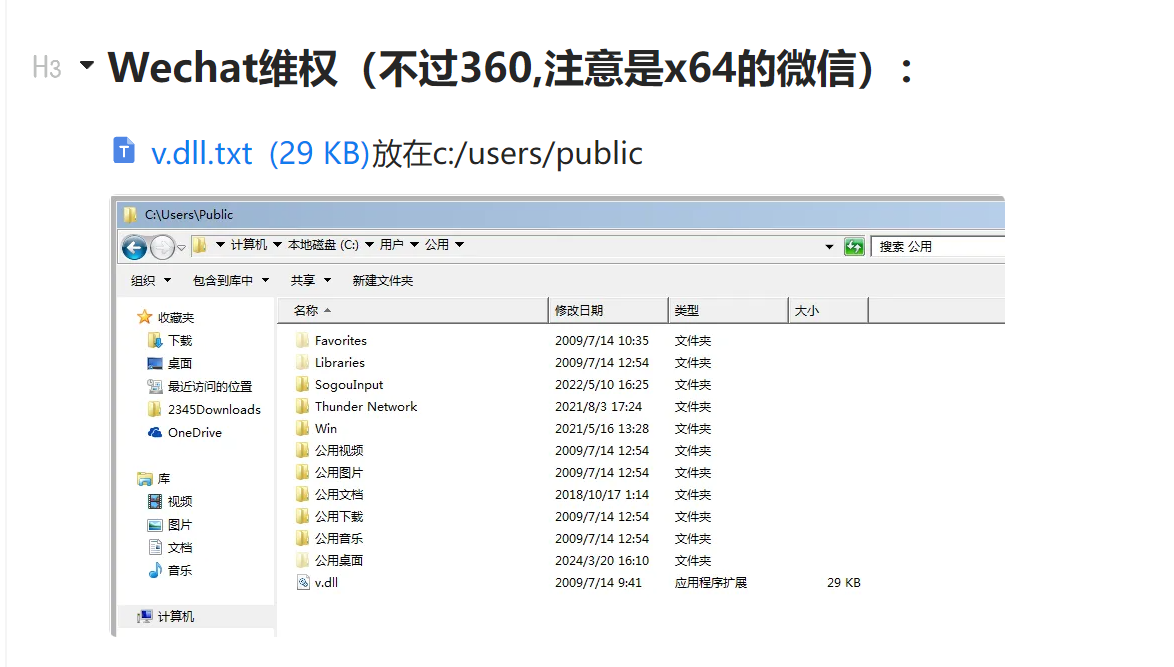 H3 Wechat维权（不过360,注意是x64的微信）：
v.dll.txt (29 KB)放在c:/users/public
C:\Users\Public
计算机 本地磁盘 (C:) 用户 公用
搜索 公用
组织 包含到库中 共享 新建文件夹
名称 修改日期 类型 大小
收藏夹
下载
桌面
最近访问的位置
2345Downloads
OneDrive
库
视频
图片
文档
音乐
计算机
Favorites 2009/7/14 10:35 文件夹
Libraries 2009/7/14 12:54 文件夹
SogouInput 2022/5/10 16:25 文件夹
Thunder Network 2021/8/3 17:24 文件夹
Win 2021/5/16 13:28 文件夹
公用视频 2009/7/14 12:54 文件夹
公用图片 2009/7/14 12:54 文件夹
公用文档 2018/10/17 1:14 文件夹
公用下载 2009/7/14 12:54 文件夹
公用音乐 2009/7/14 12:54 文件夹
公用桌面 2024/3/20 16:10 文件夹
v.dll 2009/7/14 9:41 应用程序扩展 29 KB